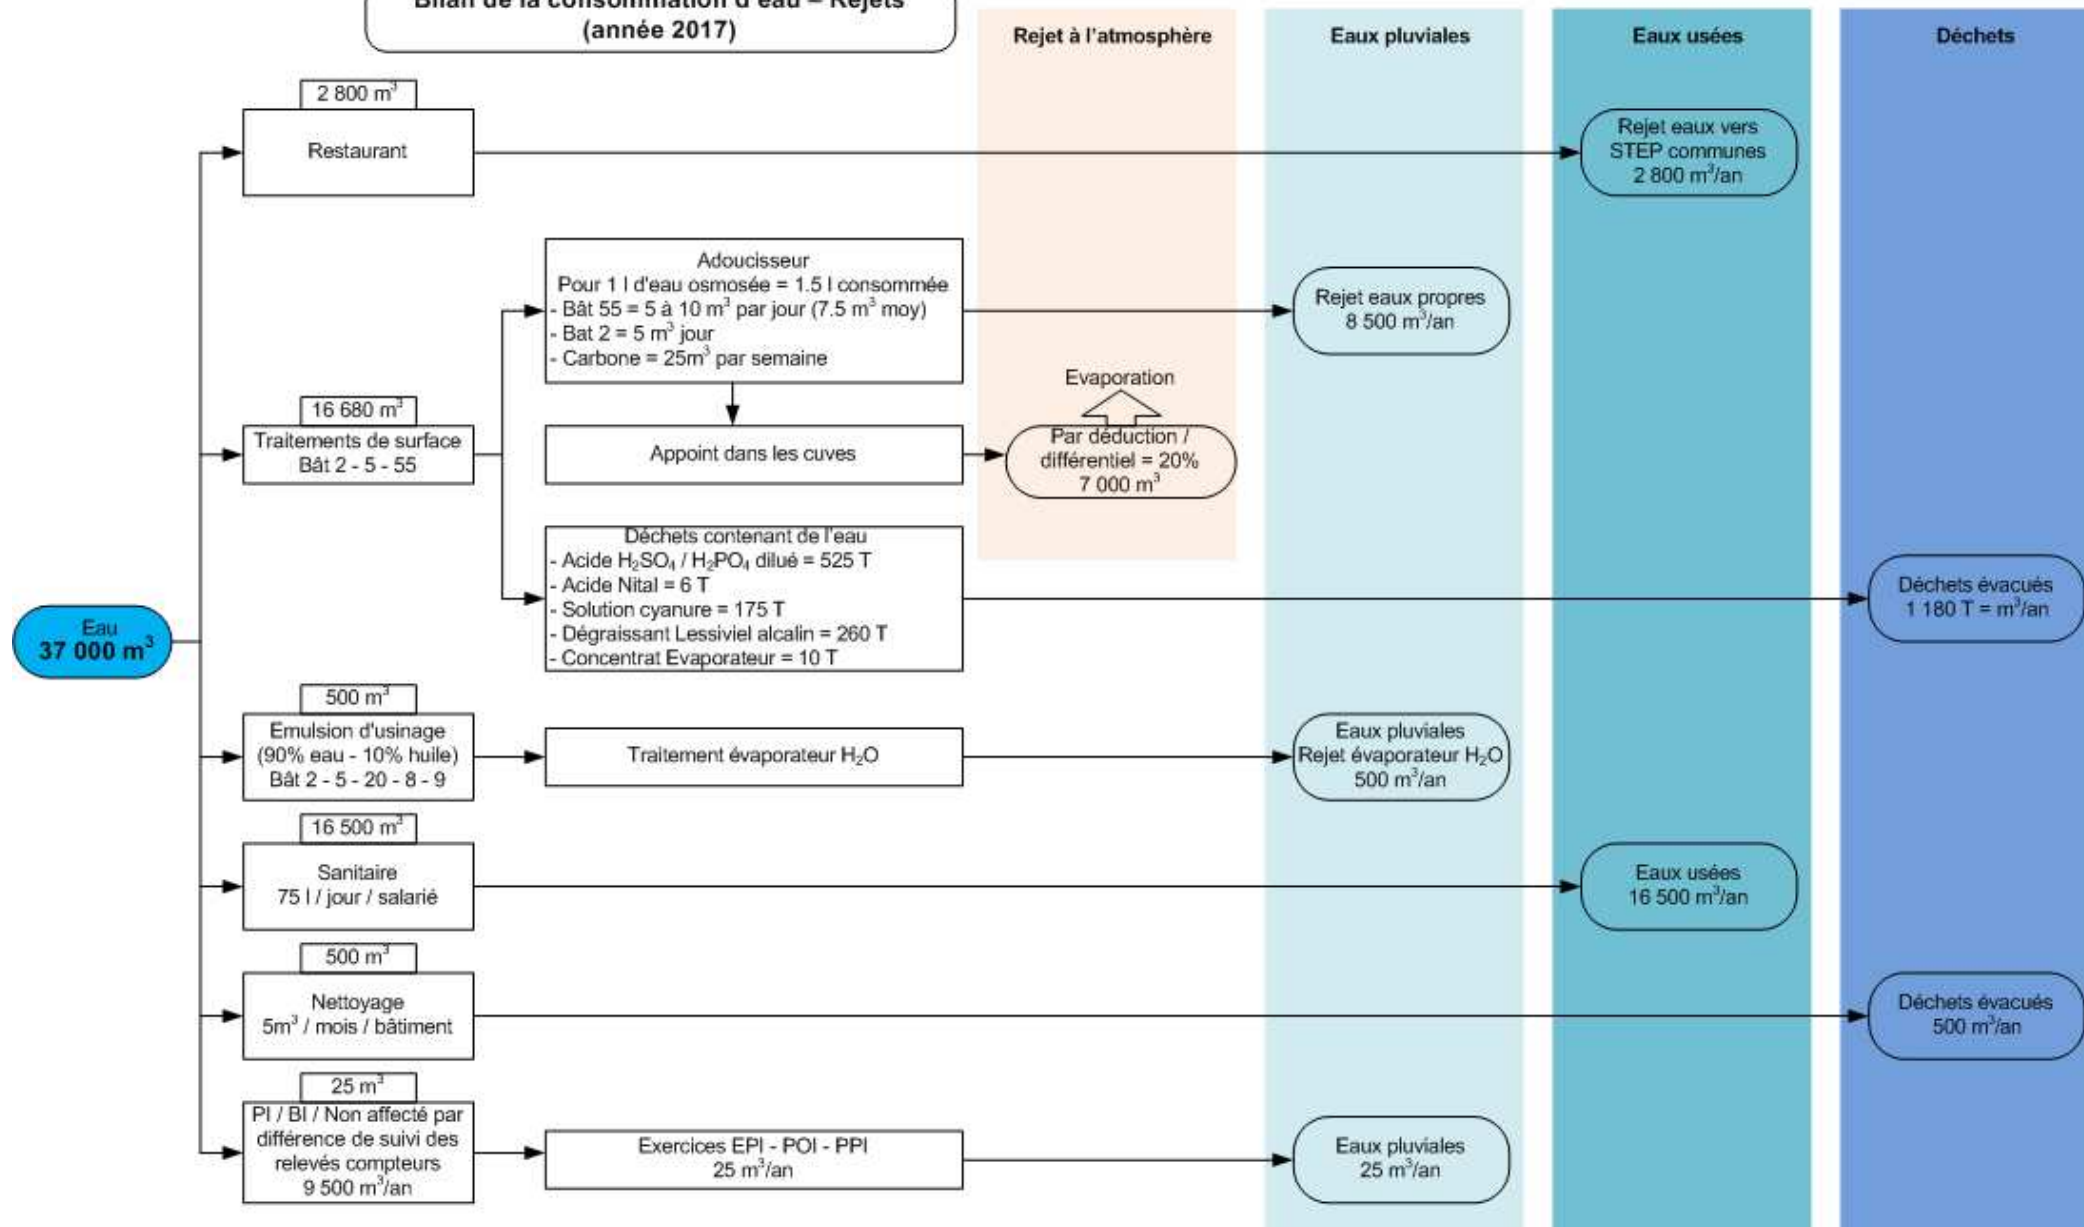 Bilan de la consommation d'eau – Rejets
(année 2017)
Rejet à l'atmosphère
Eaux pluviales
Eaux usées
Déchets
2 800 m³
Restaurant
Rejet eaux vers
STEP communes
2 800 m³/an
Adoucisseur
Pour 1 l d'eau osmosée = 1.5 l consommée
- Bât 55 = 5 à 10 m³ par jour (7.5 m³ moy)
- Bat 2 = 5 m³ jour
- Carbone = 25m³ par semaine
Rejet eaux propres
8 500 m³/an
Evaporation
16 680 m³
Traitements de surface
Bât 2 - 5 - 55
Appoint dans les cuves
Par déduction /
différentiel = 20%
7 000 m³
Déchets contenant de l'eau
- Acide H₂SO₄ / H₂PO₄ dilué = 525 T
- Acide Nital = 6 T
- Solution cyanure = 175 T
- Dégraissant Lessiviel alcalin = 260 T
- Concentrat Evaporateur = 10 T
Déchets évacués
1 180 T = m³/an
Eau
37 000 m³
500 m³
Emulsion d'usinage
(90% eau - 10% huile)
Bât 2 - 5 - 20 - 8 - 9
Traitement évaporateur H₂O
Eaux pluviales
Rejet évaporateur H₂O
500 m³/an
16 500 m³
Sanitaire
75 l / jour / salarié
Eaux usées
16 500 m³/an
500 m³
Nettoyage
5m³ / mois / bâtiment
Déchets évacués
500 m³/an
25 m³
PI / BI / Non affecté par
différence de suivi des
relevés compteurs
9 500 m³/an
Exercices EPI - POI - PPI
25 m³/an
Eaux pluviales
25 m³/an